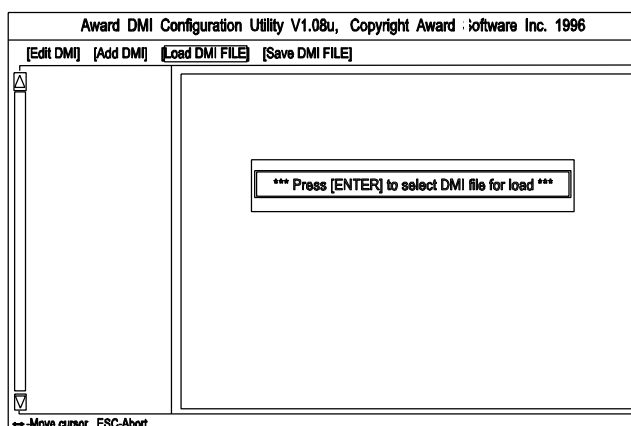 Award DMI Configuration Utility V1.08u, Copyright Award Software Inc. 1996
[Edit DMI] [Add DMI] [Load DMI FILE] [Save DMI FILE]
*** Press [ENTER] to select DMI file for load ***
↔-Move cursor ESC-Abort